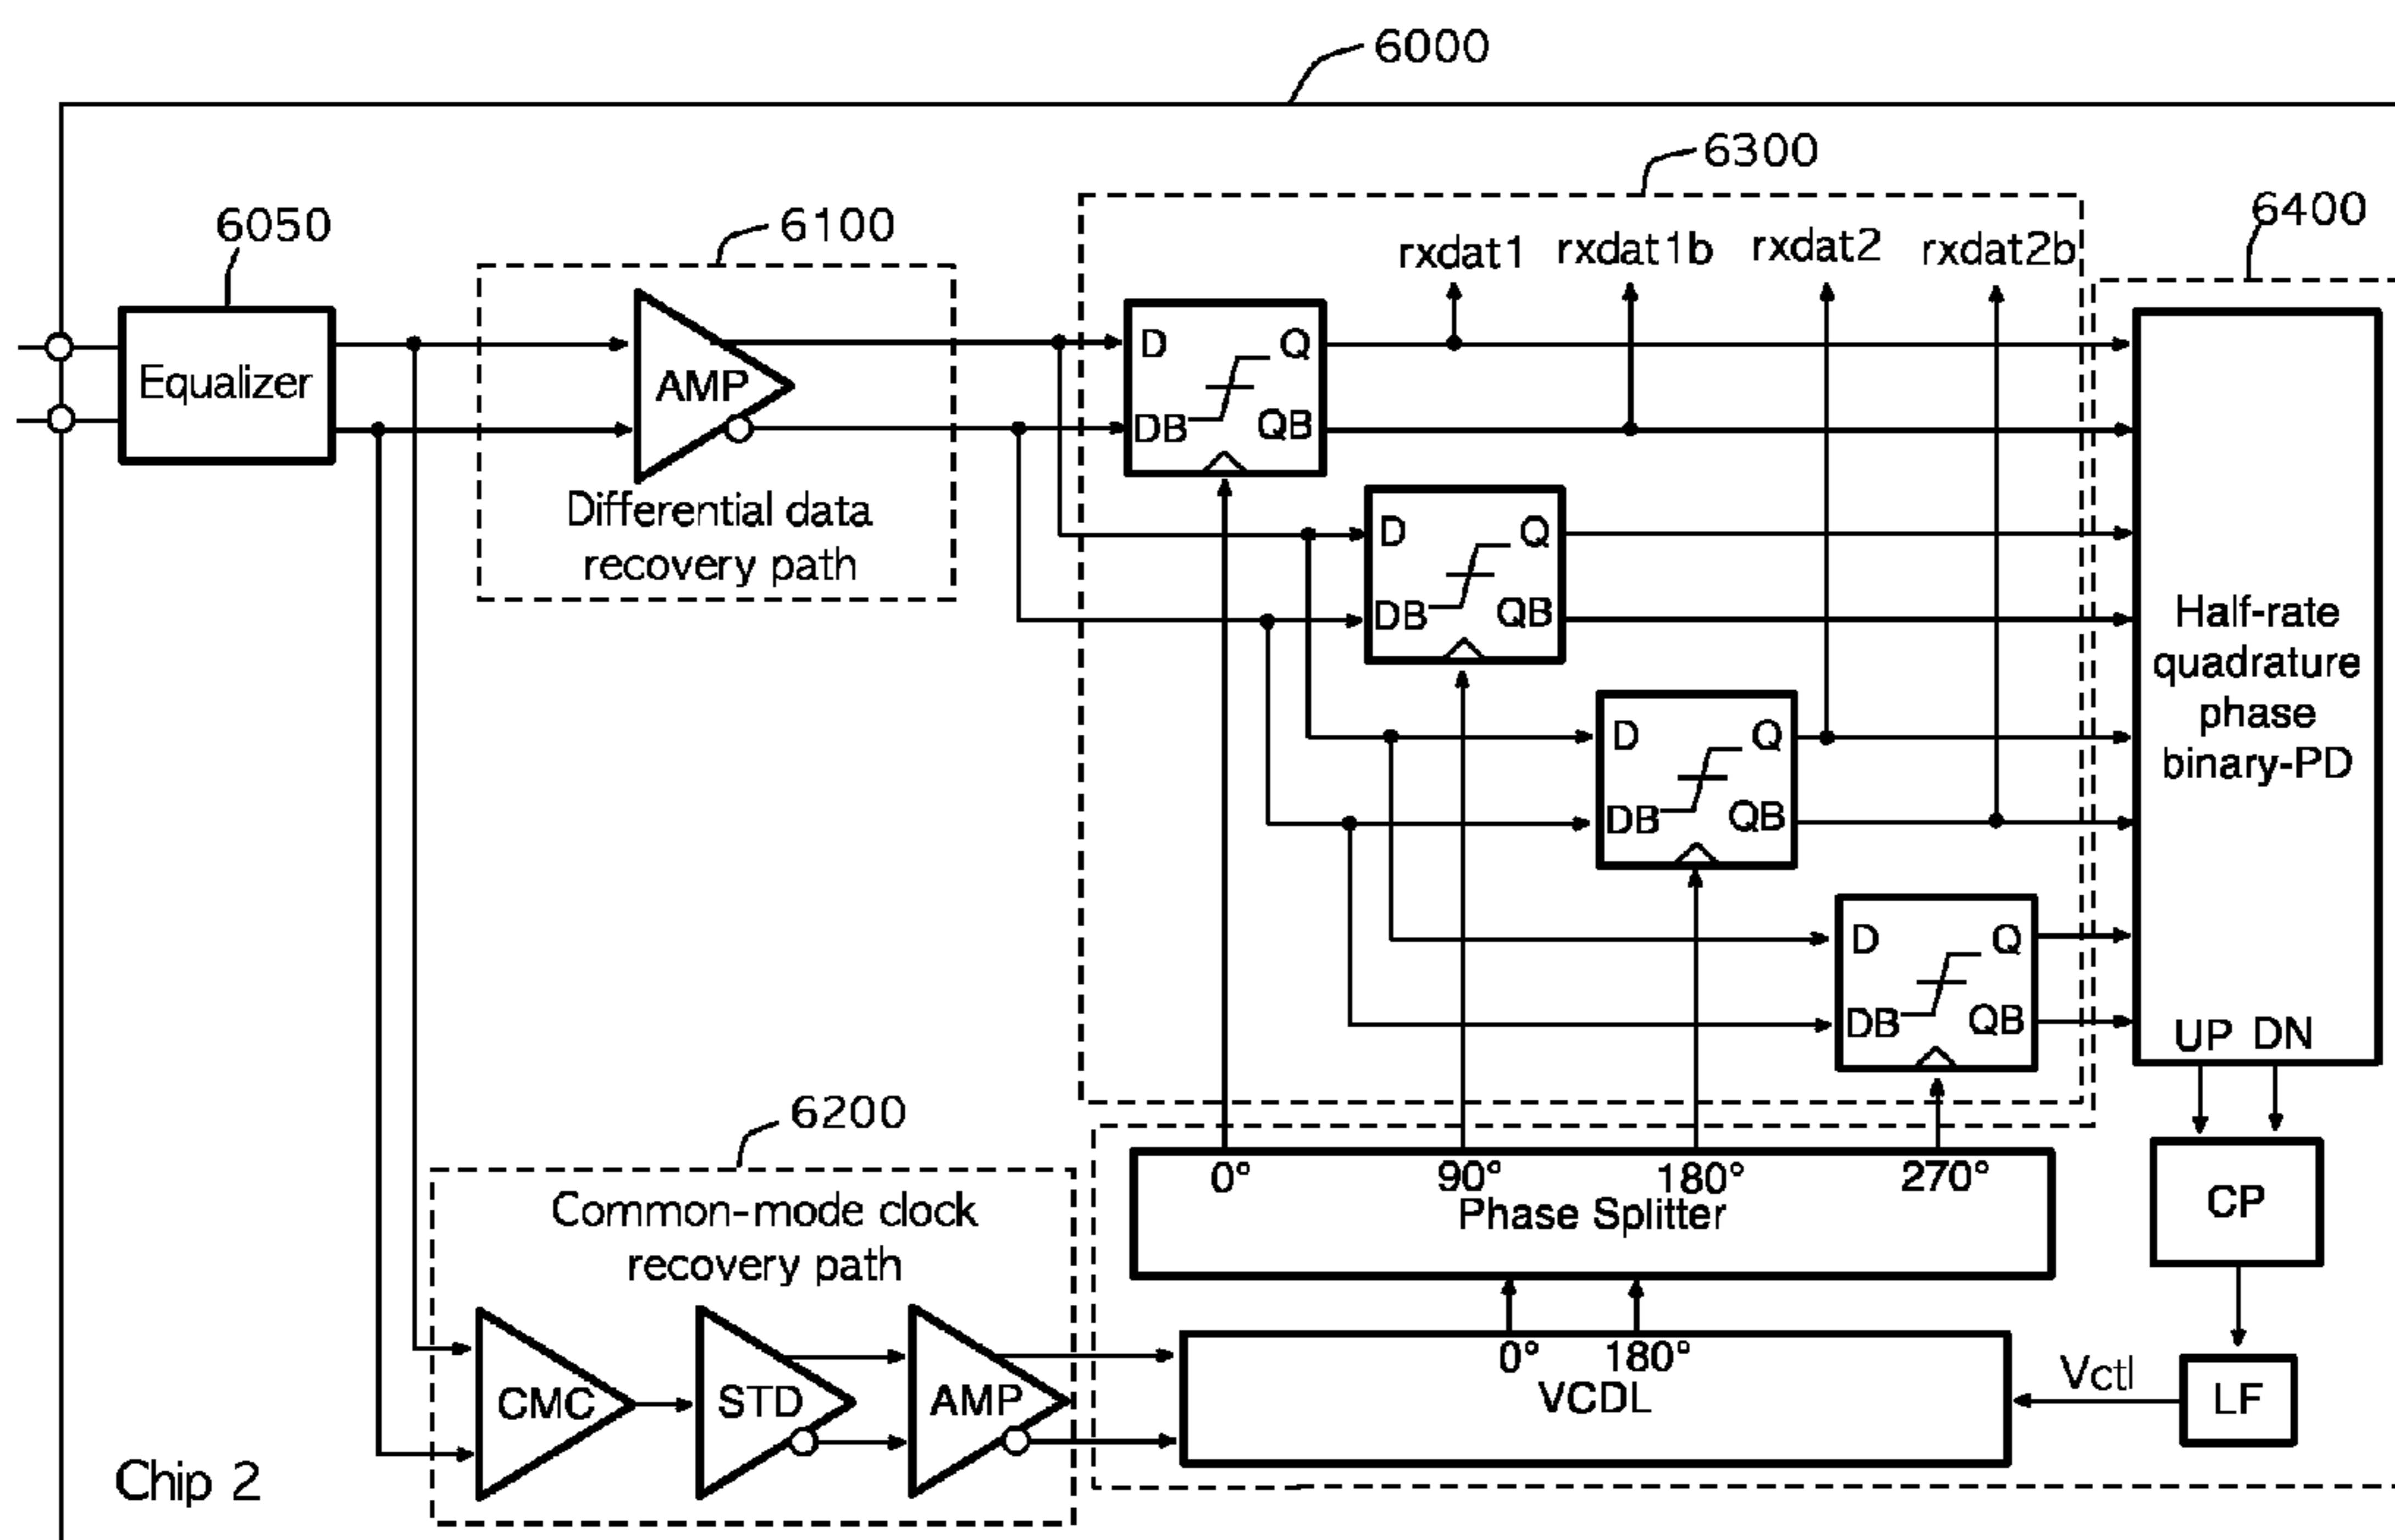 6000
6300
6400
6050
6100
rxdat1 rxdat1b rxdat2 rxdat2b
Equalizer
AMP
Differential data
recovery path
D Q
DB QB
D Q
DB QB
D Q
DB QB
D Q
DB QB
Half-rate
quadrature
phase
binary-PD
UP DN
6200
Common-mode clock
recovery path
0° 90° 180° 270°
Phase Splitter
CP
CMC
STD
AMP
0° 180°
VCDL
Vctl
LF
Chip 2